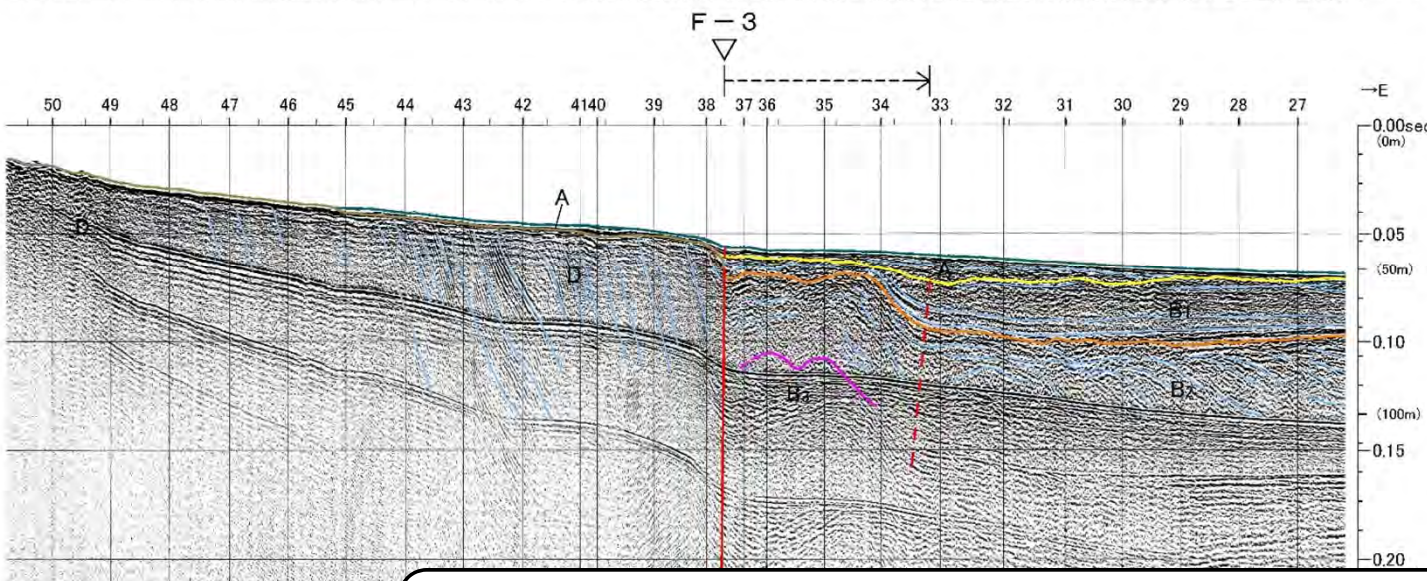 F-3
50 49 48 47 46 45 44 43 42 41 40 39 38 37 36 35 34 33 32 31 30 29 28 27
→E
0.00sec
(0m)
A
0.05
D
D
A
(50m)
B1
0.10
B3
B2
(100m)
0.15
0.20